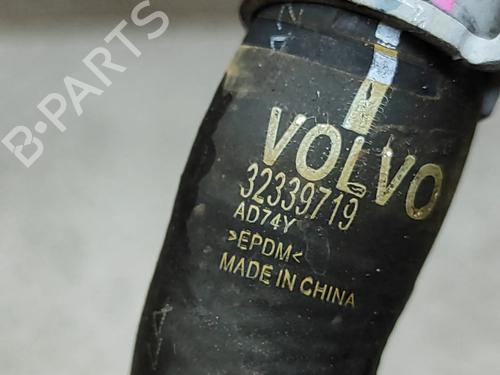 B-PARTS
VOLVO
32339719
AD74Y
>EPDM<
MADE IN CHINA